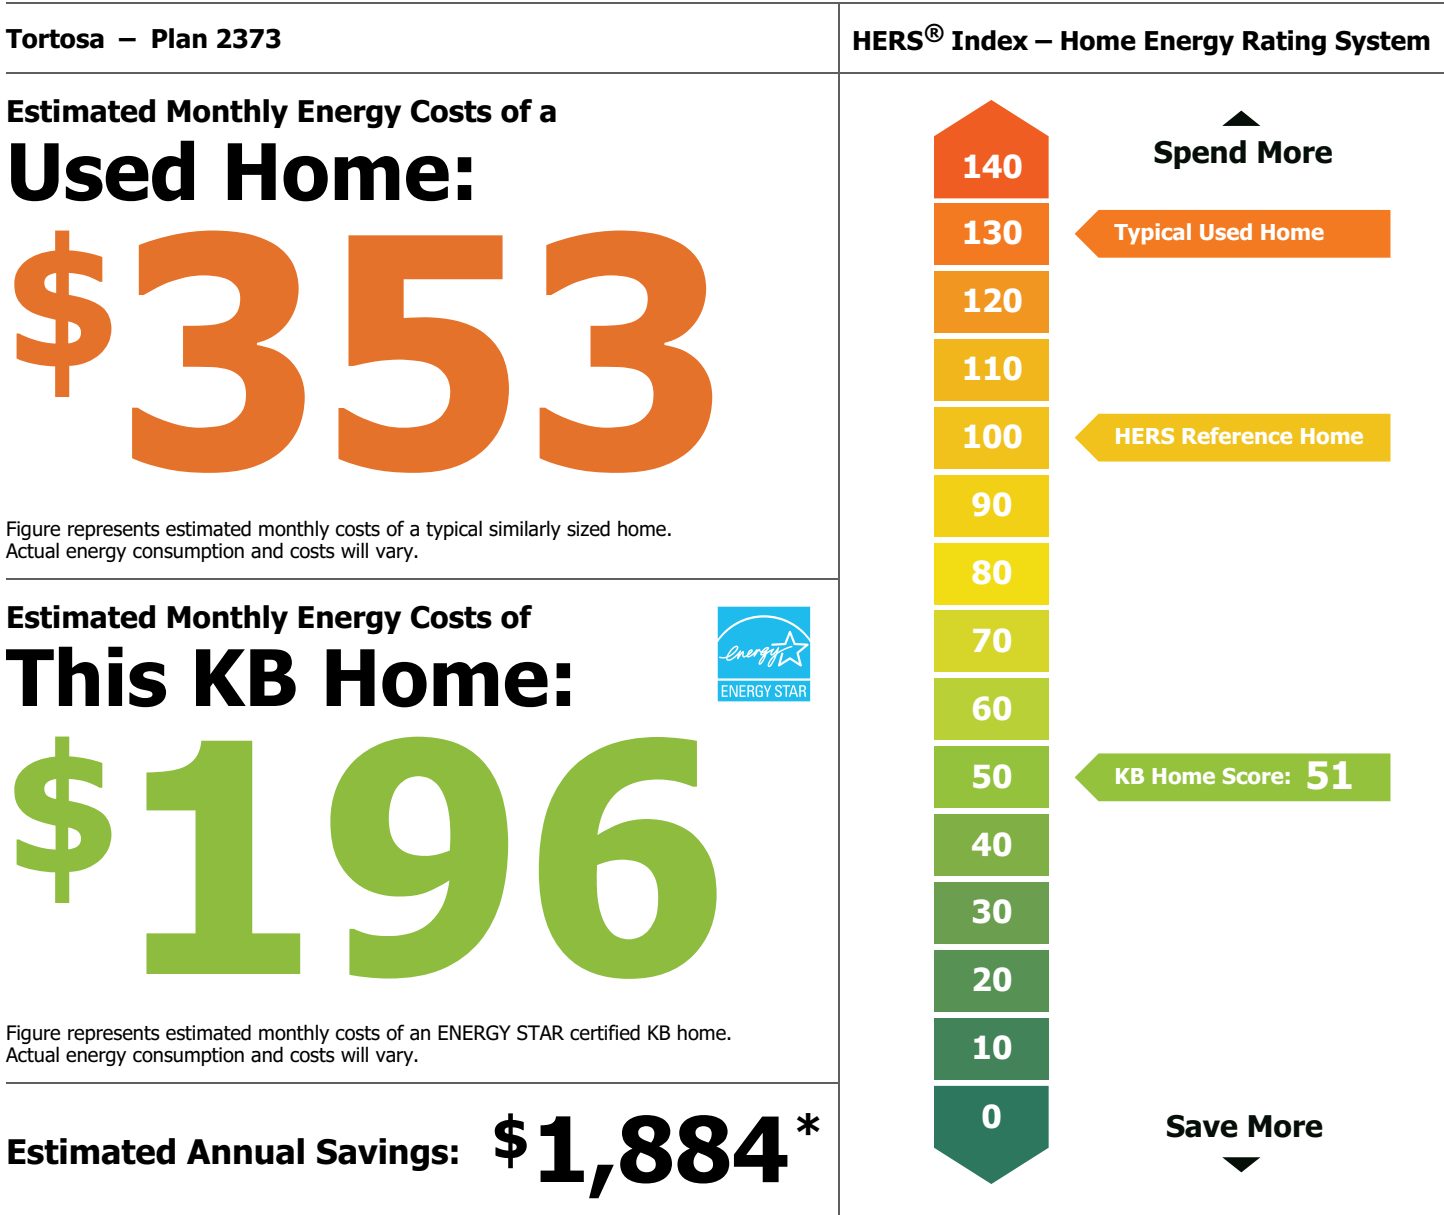 Tortosa – Plan 2373
Estimated Monthly Energy Costs of a
Used Home:
$353
Figure represents estimated monthly costs of a typical similarly sized home.
Actual energy consumption and costs will vary.
Estimated Monthly Energy Costs of
This KB Home:
energy
ENERGY STAR
$196
Figure represents estimated monthly costs of an ENERGY STAR certified KB home.
Actual energy consumption and costs will vary.
Estimated Annual Savings: $1,884*
HERS® Index – Home Energy Rating System
Spend More
140
130 Typical Used Home
120
110
100 HERS Reference Home
90
80
70
60
50 KB Home Score: 51
40
30
20
10
0
Save More